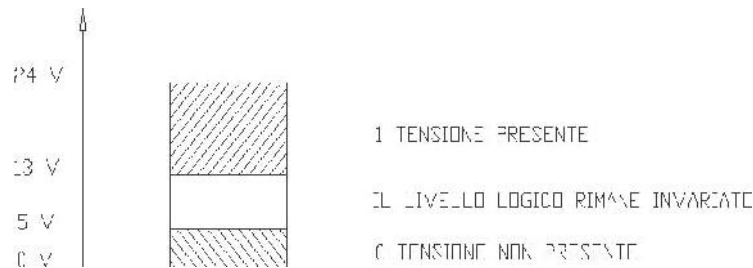 24 V
13 V
5 V
0 V
1 TENSIONE PRESENTE
IL LIVELLO LOGICO RIMANE INVARIATO
0 TENSIONE NON PRESENTE